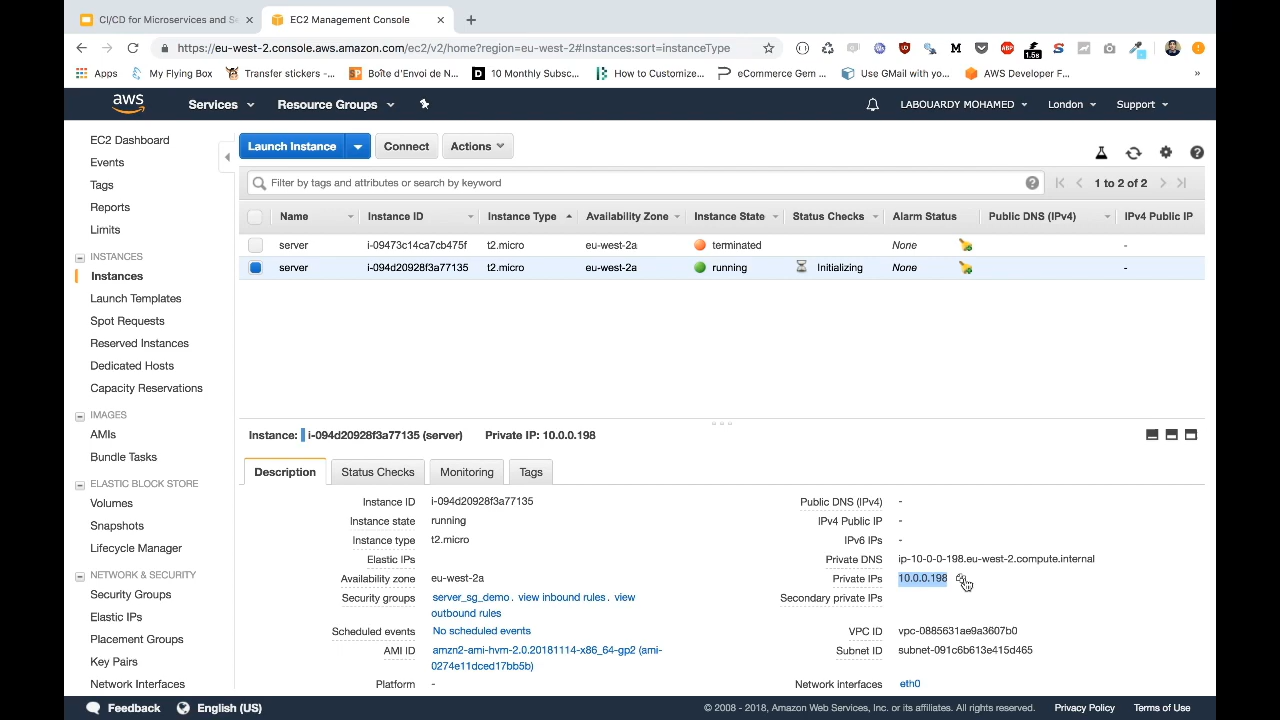 CI/CD for Microservices and Se
EC2 Management Console
https://eu-west-2.console.aws.amazon.com/ec2/v2/home?region=eu-west-2#Instances:sort=instanceType
Apps My Flying Box Transfer stickers -... Boîte d'Envoi de N... 10 Monthly Subsc... How to Customize... eCommerce Gem ... Use GMail with yo... AWS Developer F... »
aws Services Resource Groups LABOUARDY MOHAMED London Support
EC2 Dashboard
Events
Tags
Reports
Limits
INSTANCES
Instances
Launch Templates
Spot Requests
Reserved Instances
Dedicated Hosts
Capacity Reservations
IMAGES
AMIs
Bundle Tasks
ELASTIC BLOCK STORE
Volumes
Snapshots
Lifecycle Manager
NETWORK & SECURITY
Security Groups
Elastic IPs
Placement Groups
Key Pairs
Network Interfaces
Launch Instance Connect Actions
Filter by tags and attributes or search by keyword
1 to 2 of 2
Name Instance ID Instance Type Availability Zone Instance State Status Checks Alarm Status Public DNS (IPv4) IPv4 Public IP
server i-09473c14ca7cb475f t2.micro eu-west-2a terminated None -
server i-094d20928f3a77135 t2.micro eu-west-2a running Initializing None -
Instance: i-094d20928f3a77135 (server) Private IP: 10.0.0.198
Description Status Checks Monitoring Tags
Instance ID i-094d20928f3a77135
Instance state running
Instance type t2.micro
Elastic IPs
Availability zone eu-west-2a
Security groups server_sg_demo. view inbound rules. view
outbound rules
Scheduled events No scheduled events
AMI ID amzn2-ami-hvm-2.0.20181114-x86_64-gp2 (ami-
0274e11dced17bb5b)
Platform -
Public DNS (IPv4) -
IPv4 Public IP -
IPv6 IPs -
Private DNS ip-10-0-0-198.eu-west-2.compute.internal
Private IPs 10.0.0.198
Secondary private IPs
VPC ID vpc-0885631ae9a3607b0
Subnet ID subnet-091c6b613e415d465
Network interfaces eth0
Feedback English (US) © 2008 - 2018, Amazon Web Services, Inc. or its affiliates. All rights reserved. Privacy Policy Terms of Use